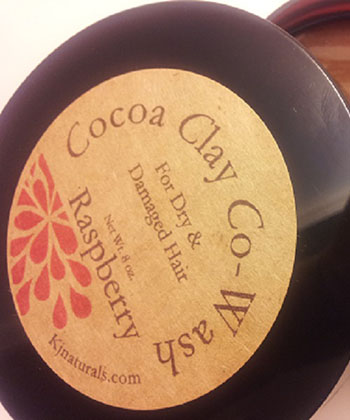 Cocoa Clay Co-Wash
For Dry &
Damaged Hair
Net Wt. 8 oz.
Raspberry
Kjnaturals.com